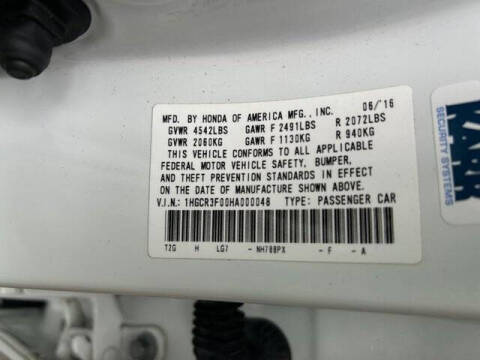 MFD. BY HONDA OF AMERICA MFG., INC. 06/'16
GVWR 4542LBS GAWR F 2491LBS R 2072LBS
GVWR 2060KG GAWR F 1130KG R 940KG
THIS VEHICLE CONFORMS TO ALL APPLICABLE
FEDERAL MOTOR VEHICLE SAFETY, BUMPER,
AND THEFT PREVENTION STANDARDS IN EFFECT
ON THE DATE OF MANUFACTURE SHOWN ABOVE.
V.I.N.: 1HGCR3F00HA000048 TYPE: PASSENGER CAR
T2G H LG7 - NH788PX - F - A
SECURITY SYSTEMS